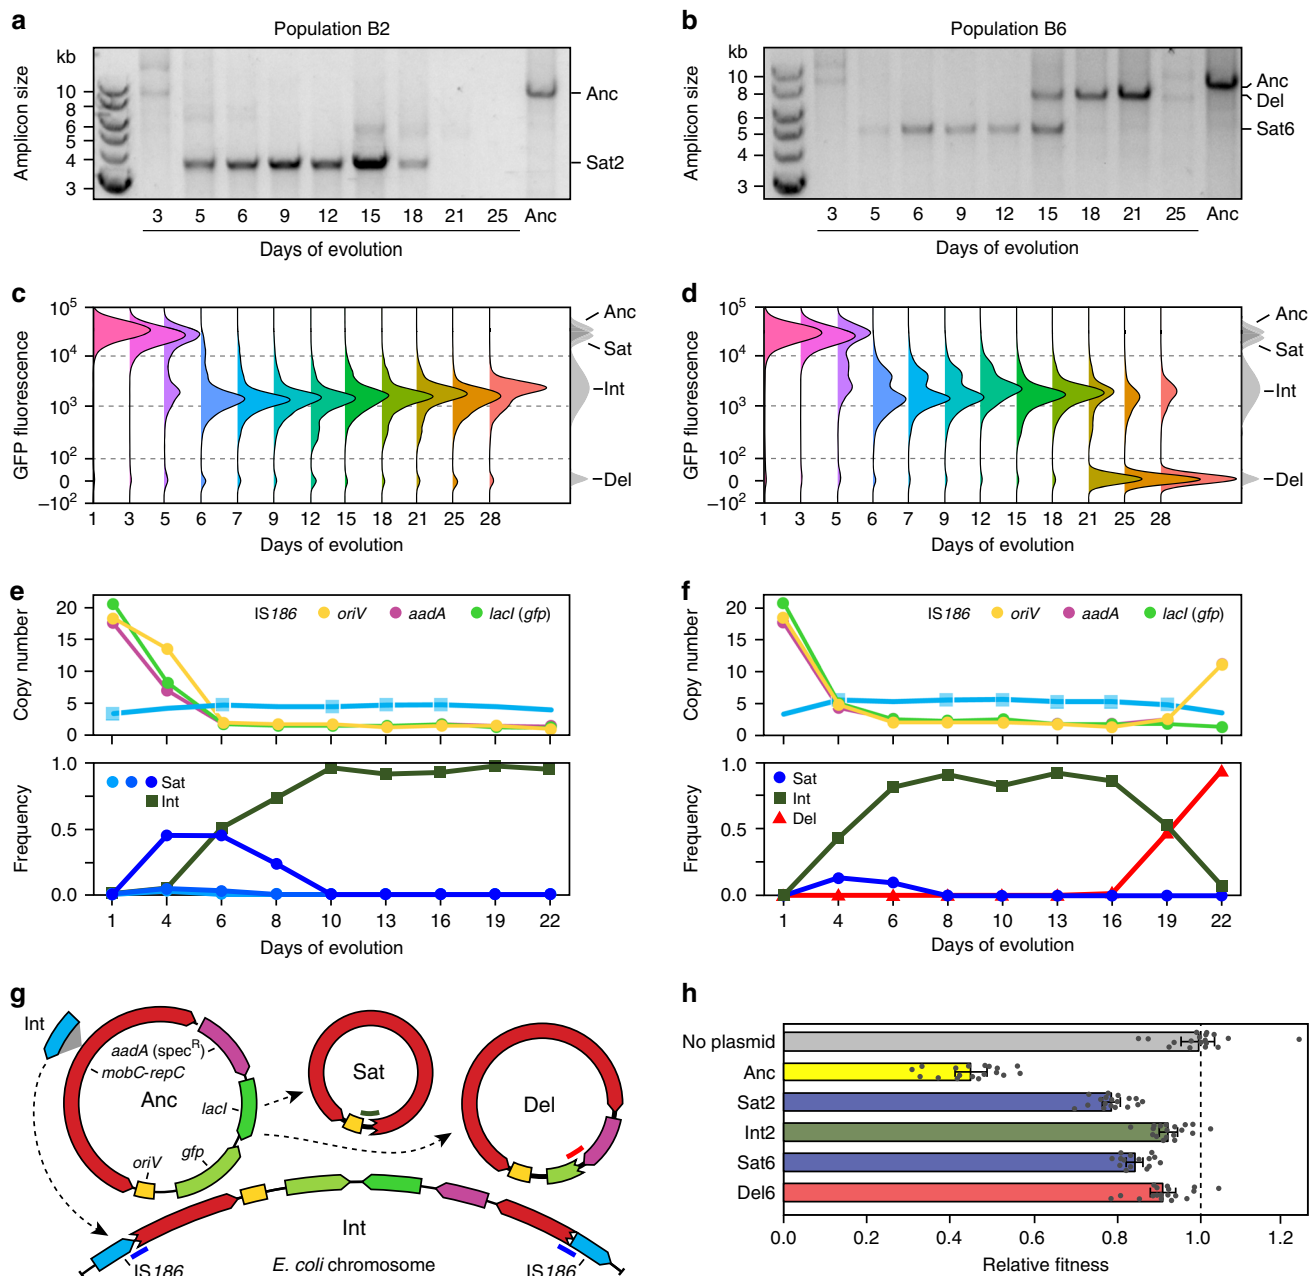 a
Population B2
kb
Amplicon size
10
8
6
5
4
3
Anc
Sat2
3 5 6 9 12 15 18 21 25 Anc
Days of evolution
b
Population B6
kb
Amplicon size
10
8
6
5
4
3
Anc
Del
Sat6
3 5 6 9 12 15 18 21 25 Anc
Days of evolution
c
GFP fluorescence
10^5
10^4
10^3
10^2
0
−10^2
Anc
Sat
Int
Del
1 3 5 6 7 9 12 15 18 21 25 28
Days of evolution
d
GFP fluorescence
10^5
10^4
10^3
10^2
0
−10^2
Anc
Sat
Int
Del
1 3 5 6 7 9 12 15 18 21 25 28
Days of evolution
e
Copy number
20
15
10
5
0
IS186 oriV aadA lacI (gfp)
Frequency
1.0
0.5
0.0
Sat
Int
1 4 6 8 10 13 16 19 22
Days of evolution
f
Copy number
20
15
10
5
0
IS186 oriV aadA lacI (gfp)
Frequency
1.0
0.5
0.0
Sat
Int
Del
1 4 6 8 10 13 16 19 22
Days of evolution
g
Int
aadA (spec^R)
mobC-repC
Anc
lacI
gfp
oriV
Sat
Del
Int
IS186
E. coli chromosome
IS186
h
No plasmid
Anc
Sat2
Int2
Sat6
Del6
0.0 0.2 0.4 0.6 0.8 1.0 1.2
Relative fitness